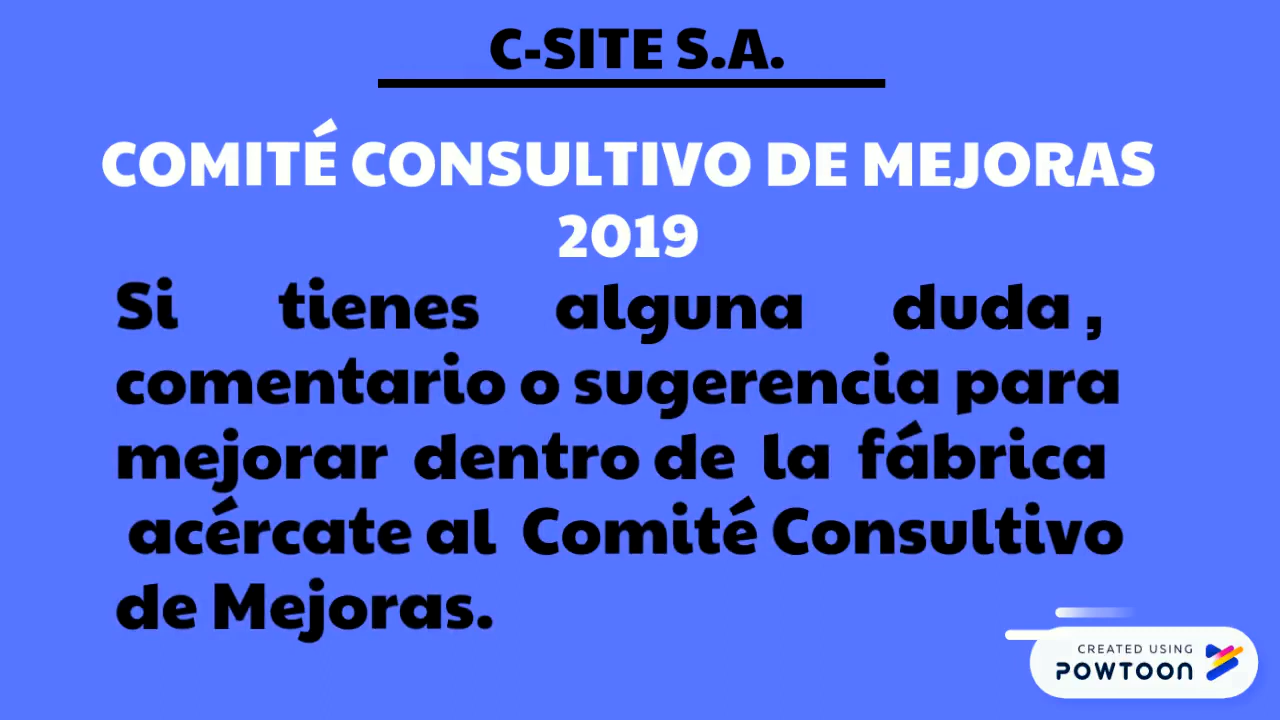 C-SITE S.A.
COMITÉ CONSULTIVO DE MEJORAS
2019
Si tienes alguna duda ,
comentario o sugerencia para
mejorar dentro de la fábrica
acércate al Comité Consultivo
de Mejoras.
CREATED USING
POWTOON